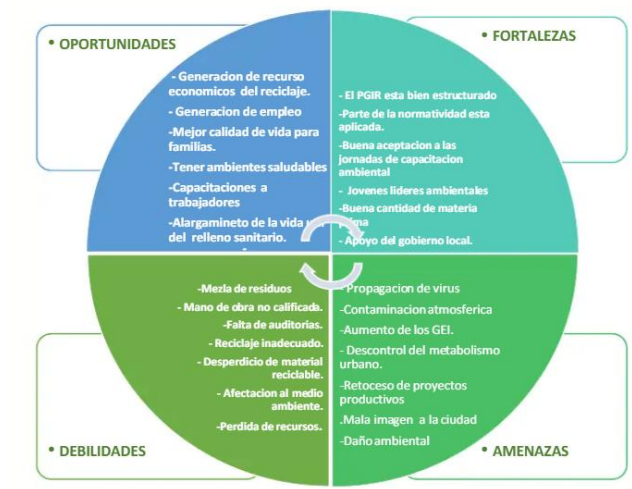 • OPORTUNIDADES
- Generacion de recurso
economicos del reciclaje.
- Generacion de empleo
-Mejor calidad de vida para
familias.
-Tener ambientes saludables
-Capacitaciones a
trabajadores
-Alargamineto de la vida
del relleno sanitario.
-
• FORTALEZAS
- El PGIR esta bien estructurado
-Parte de la normatividad esta
aplicada.
-Buena aceptacion a las
jornadas de capacitacion
ambiental
- Jovenes lideres ambientales
-Buena cantidad de materia
- Apoyo del gobierno local.
-Mezla de residuos
- Mano de obra no calificada.
-Falta de auditorias.
- Reciclaje inadecuado.
- Desperdicio de material
reciclable.
- Afectacion al medio
ambiente.
-Perdida de recursos.
• DEBILIDADES
- Propagacion de virus
-Contaminacion atmosferica
-Aumento de los GEI.
- Descontrol del metabolismo
urbano.
-Retoceso de proyectos
productivos
.Mala imagen a la ciudad
-Daño ambiental
• AMENAZAS